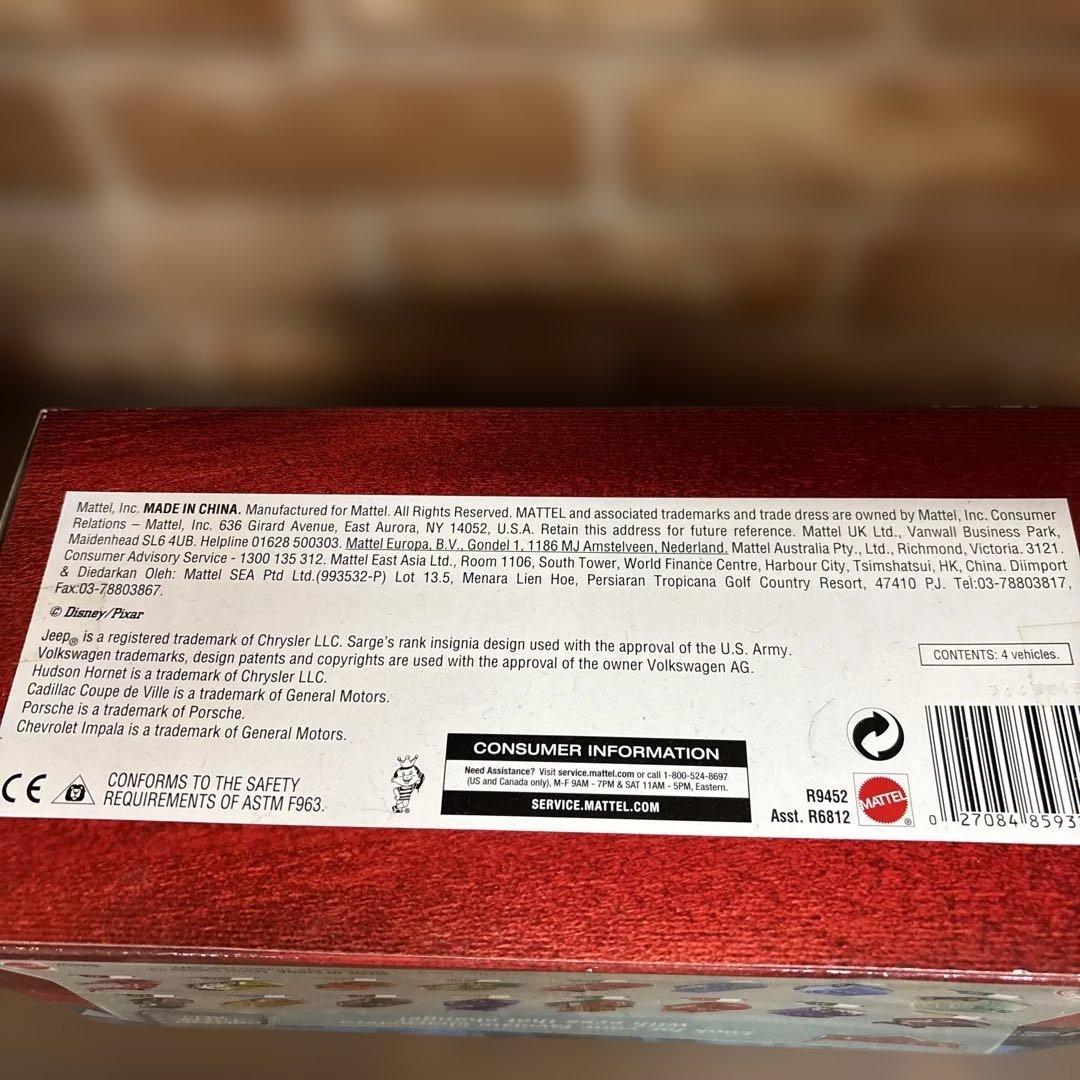 Mattel, Inc. MADE IN CHINA. Manufactured for Mattel. All Rights Reserved. MATTEL and associated trademarks and trade dress are owned by Mattel, Inc. Consumer
Relations – Mattel, Inc. 636 Girard Avenue, East Aurora, NY 14052, U.S.A. Retain this address for future reference. Mattel UK Ltd., Vanwall Business Park,
Maidenhead SL6 4UB. Helpline 01628 500303. Mattel Europa, B.V., Gondel 1, 1186 MJ Amstelveen, Nederland. Mattel Australia Pty., Ltd., Richmond, Victoria. 3121.
Consumer Advisory Service - 1300 135 312. Mattel East Asia Ltd., Room 1106, South Tower, World Finance Centre, Harbour City, Tsimshatsui, HK, China. Diimport
& Diedarkan Oleh: Mattel SEA Ptd Ltd.(993532-P) Lot 13.5, Menara Lien Hoe, Persiaran Tropicana Golf Country Resort, 47410 PJ. Tel:03-78803817,
Fax:03-78803867.
© Disney/Pixar
Jeep® is a registered trademark of Chrysler LLC. Sarge's rank insignia design used with the approval of the U.S. Army.
Volkswagen trademarks, design patents and copyrights are used with the approval of the owner Volkswagen AG.
Hudson Hornet is a trademark of Chrysler LLC.
Cadillac Coupe de Ville is a trademark of General Motors.
Porsche is a trademark of Porsche.
Chevrolet Impala is a trademark of General Motors.
CONTENTS: 4 vehicles.
CE
CONFORMS TO THE SAFETY
REQUIREMENTS OF ASTM F963.
CONSUMER INFORMATION
Need Assistance? Visit service.mattel.com or call 1-800-524-8697
(US and Canada only), M-F 9AM - 7PM & SAT 11AM - 5PM, Eastern.
SERVICE.MATTEL.COM
R9452
Asst. R6812
MATTEL®
0 27084 8593